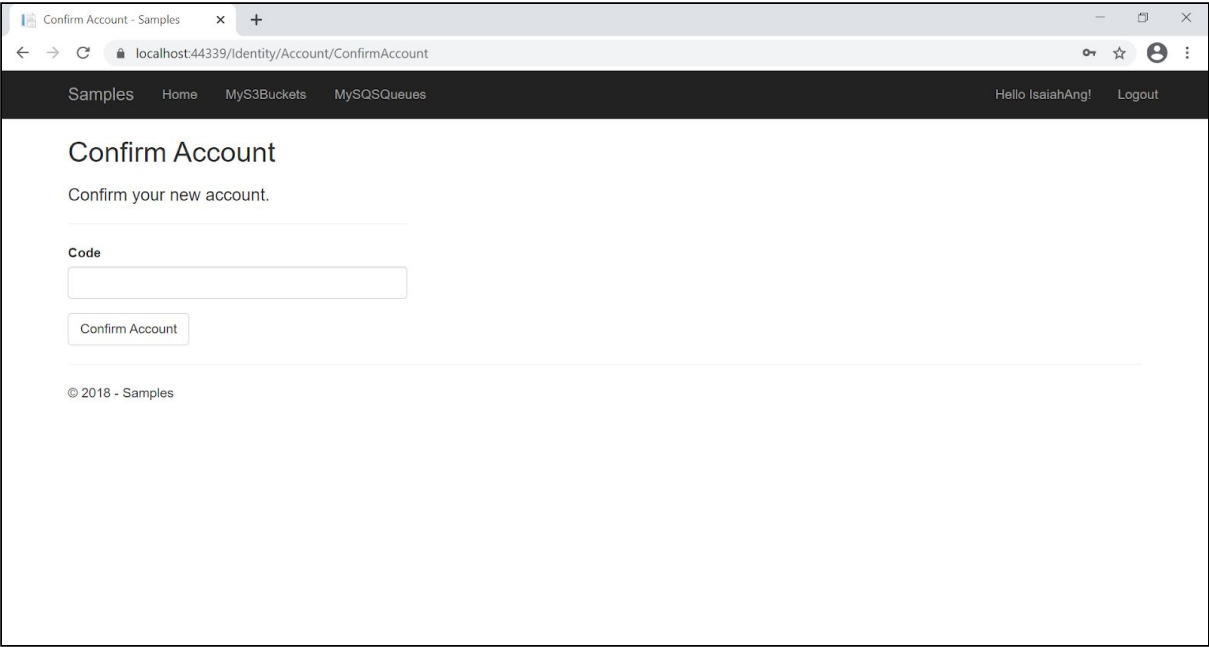 Confirm Account - Samples
localhost:44339/Identity/Account/ConfirmAccount
Samples Home MyS3Buckets MySQSQueues Hello IsaiahAng! Logout
Confirm Account
Confirm your new account.
Code
Confirm Account
© 2018 - Samples